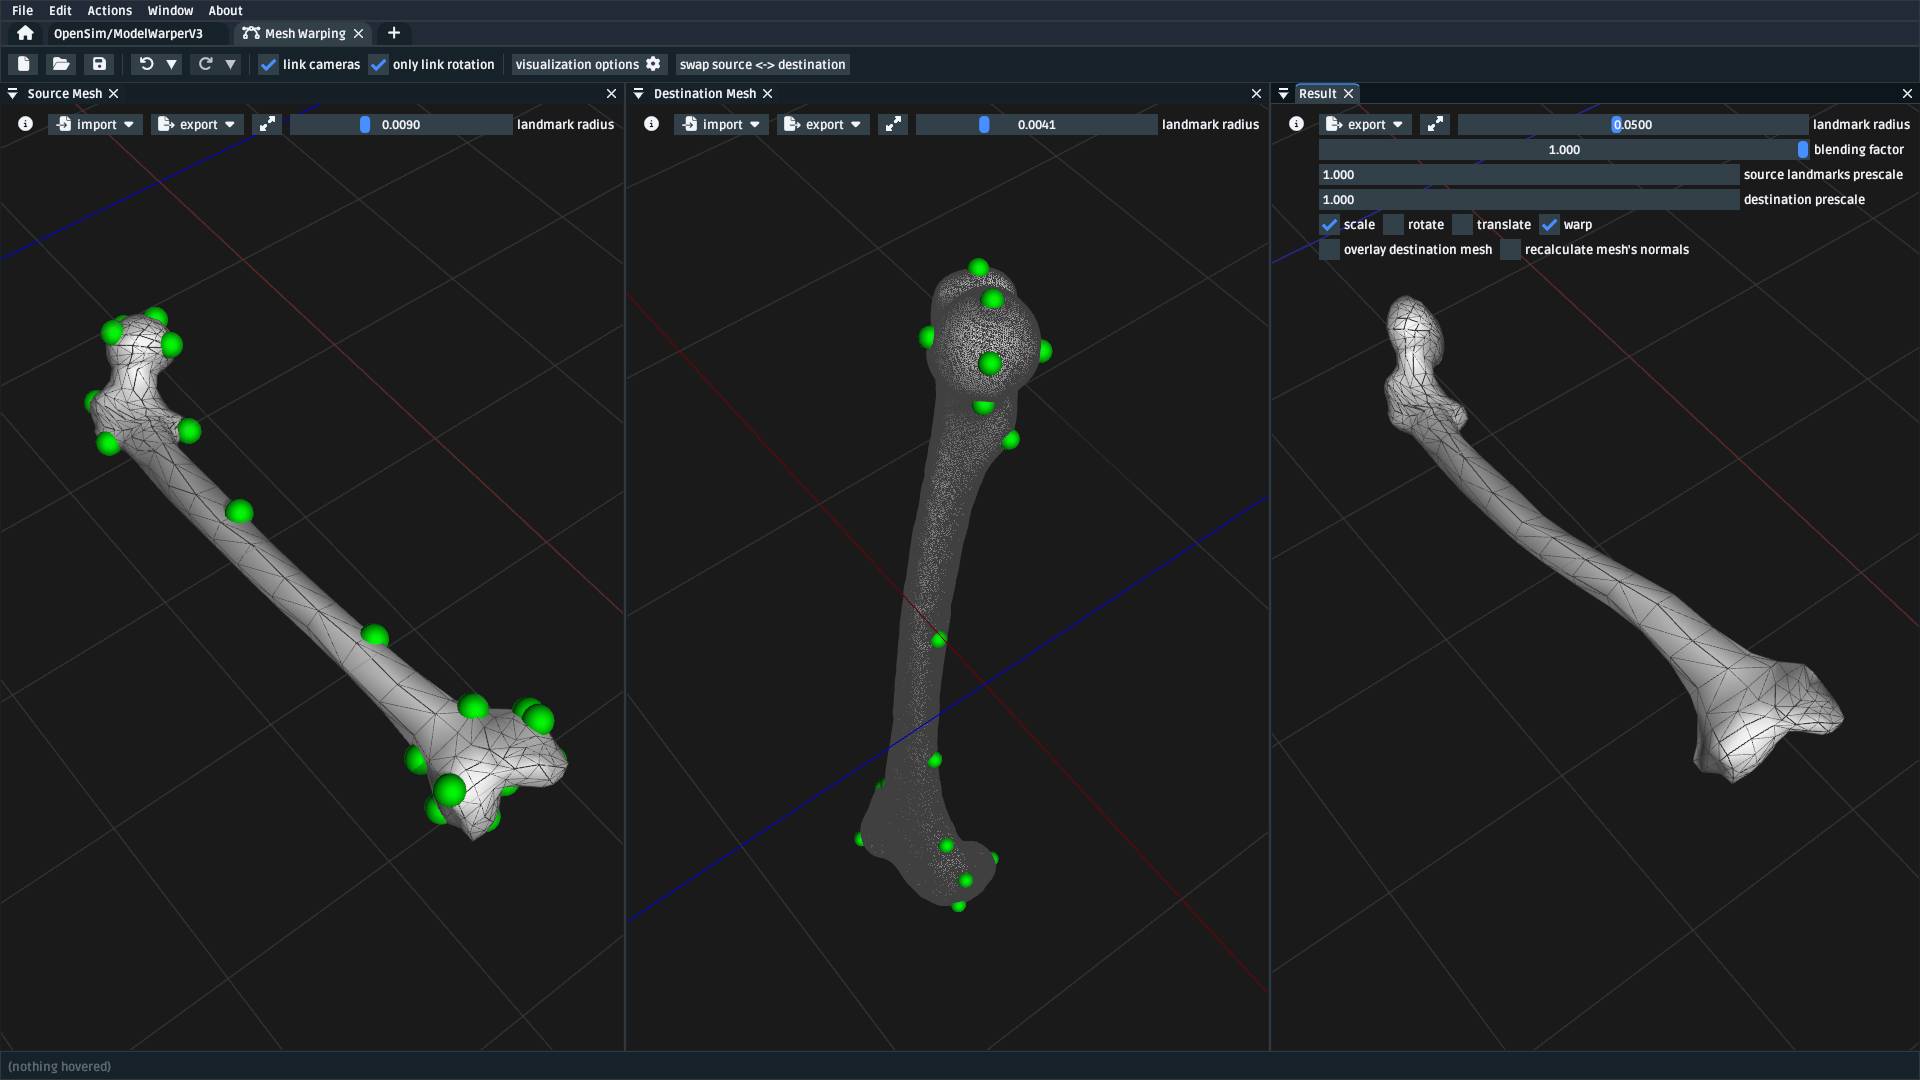 File Edit Actions Window About
OpenSim/ModelWarperV3 Mesh Warping
link cameras only link rotation visualization options swap source <-> destination
Source Mesh Destination Mesh Result
import export 0.0090 landmark radius import export 0.0041 landmark radius export 0.0500 landmark radius
1.000 blending factor
1.000 source landmarks prescale
1.000 destination prescale
scale rotate translate warp
overlay destination mesh recalculate mesh's normals
(nothing hovered)